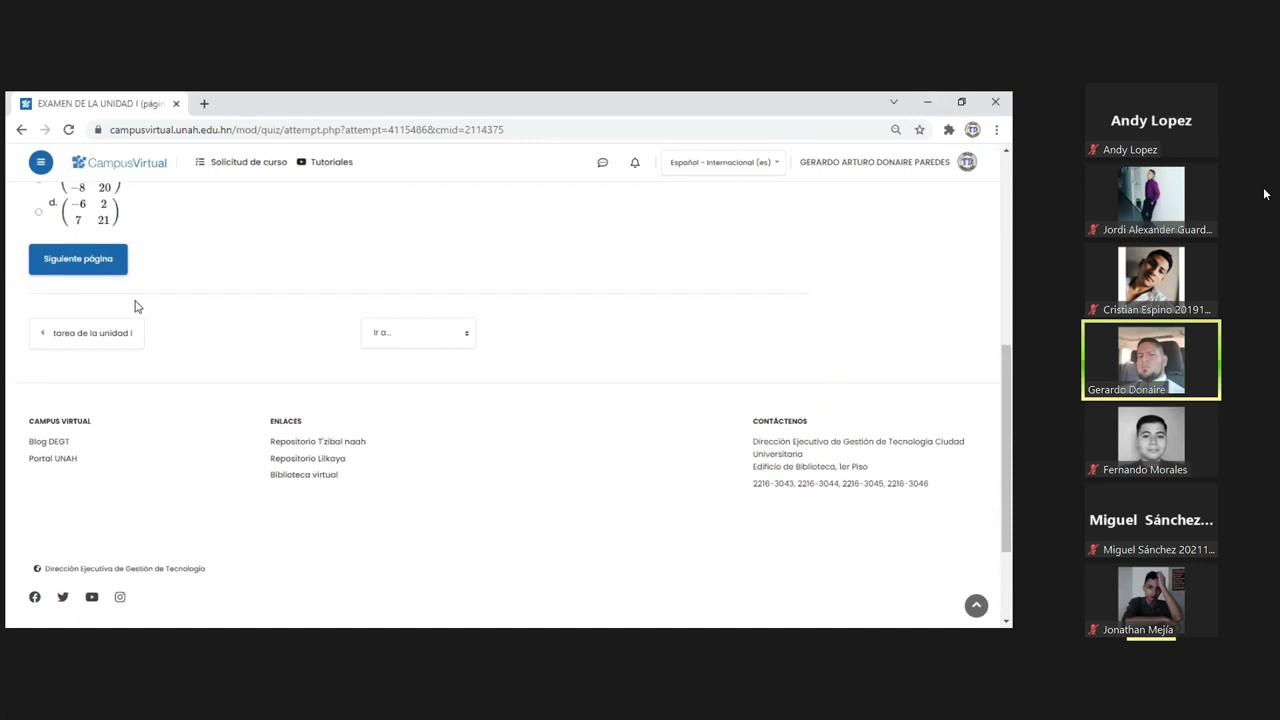 EXAMEN DE LA UNIDAD I (págin
campusvirtual.unah.edu.hn/mod/quiz/attempt.php?attempt=4115486&cmid=2114375
CampusVirtual
Solicitud de curso
Tutoriales
Español - Internacional (es)
GERARDO ARTURO DONAIRE PAREDES
-8 20
d.
-6 2
7 21
Siguiente página
tarea de la unidad I
Ir a...
CAMPUS VIRTUAL
Blog DEGT
Portal UNAH
ENLACES
Repositorio T'zibal naah
Repositorio Lilkaya
Biblioteca virtual
CONTÁCTENOS
Dirección Ejecutiva de Gestión de Tecnología Ciudad
Universitaria
Edificio de Biblioteca, 1er Piso
2216-3043, 2216-3044, 2216-3045, 2216-3046
Dirección Ejecutiva de Gestión de Tecnología
Andy Lopez
Andy Lopez
Jordi Alexander Guard...
Cristian Espino 20191...
Gerardo Donaire
Fernando Morales
Miguel Sánchez...
Miguel Sánchez 20211...
Jonathan Mejía